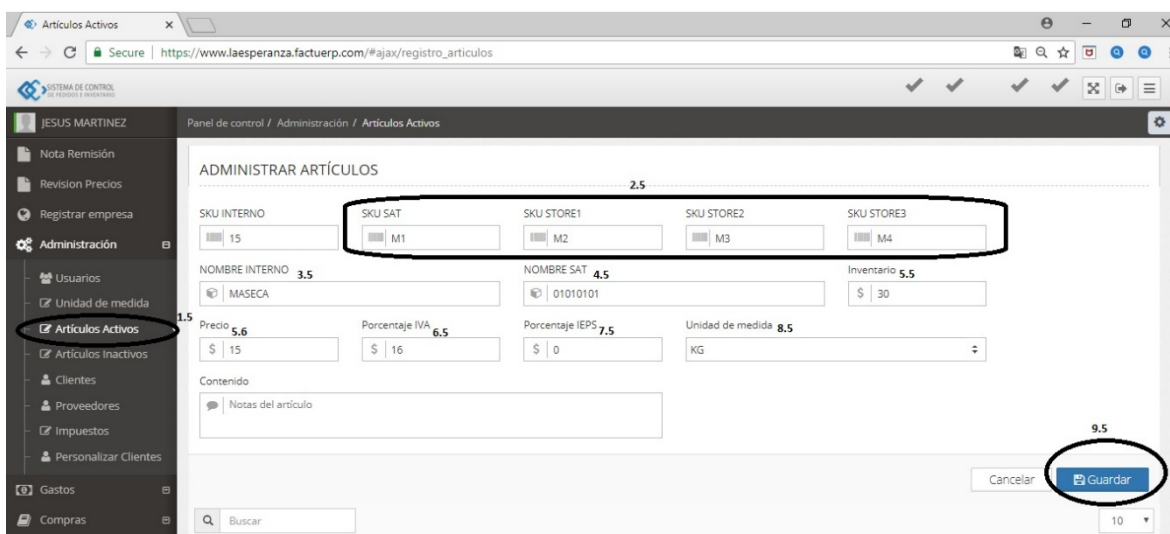 Artículos Activos
Secure | https://www.laesperanza.factuerp.com/#ajax/registro_articulos
SISTEMA DE CONTROL
DE PEDIDOS E INVENTARIO
JESUS MARTINEZ
Panel de control / Administración / Artículos Activos
Nota Remisión
Revision Precios
Registrar empresa
Administración
Usuarios
Unidad de medida
Artículos Activos
1.5
Artículos Inactivos
Clientes
Proveedores
Impuestos
Personalizar Clientes
Gastos
Compras
ADMINISTRAR ARTÍCULOS
2.5
SKU INTERNO SKU SAT SKU STORE1 SKU STORE2 SKU STORE3
15 M1 M2 M3 M4
NOMBRE INTERNO 3.5 NOMBRE SAT 4.5 Inventario 5.5
MASECA 01010101 $ 30
Precio 5.6 Porcentaje IVA 6.5 Porcentaje IEPS 7.5 Unidad de medida 8.5
$ 15 $ 16 $ 0 KG
Contenido
Notas del artículo
9.5
Cancelar Guardar
Buscar 10